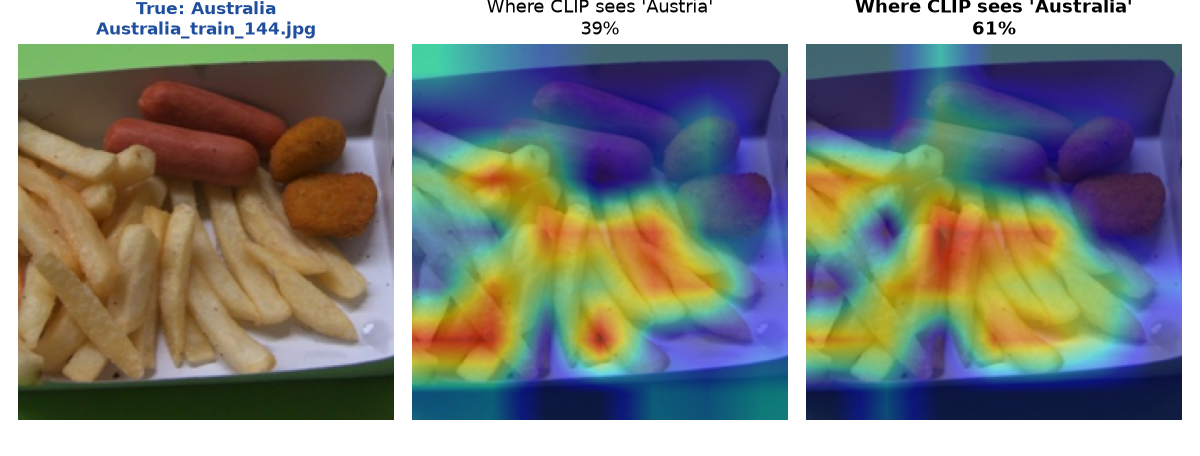 True: Australia
Australia_train_144.jpg
Where CLIP sees 'Austria'
39%
Where CLIP sees 'Australia'
61%